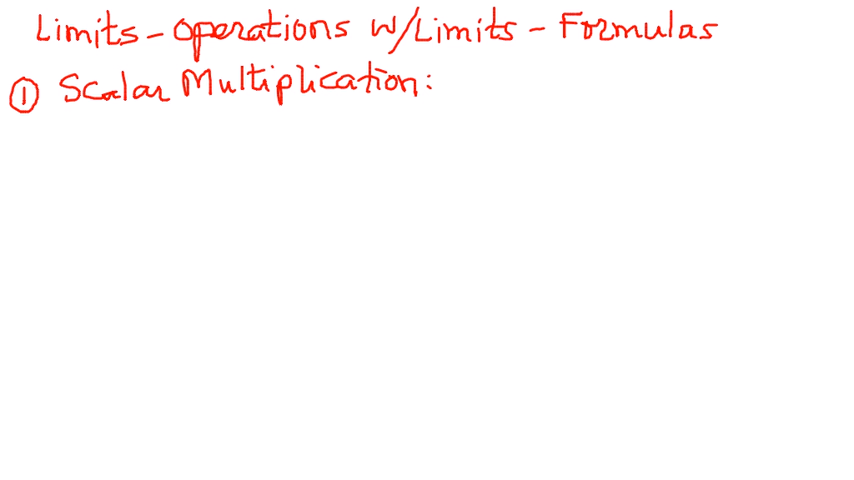 Limits - Operations w/Limits - Formulas
① Scalar Multiplication: